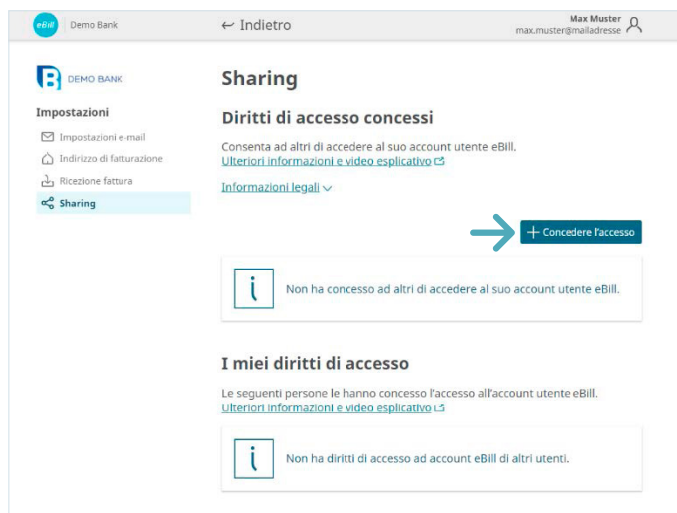 eBill Demo Bank
← Indietro
Max Muster
max.muster@mailadresse
DEMO BANK
Impostazioni
Impostazioni e-mail
Indirizzo di fatturazione
Ricezione fattura
Sharing
Sharing
Diritti di accesso concessi
Consenta ad altri di accedere al suo account utente eBill.
Ulteriori informazioni e video esplicativo
Informazioni legali
+ Concedere l'accesso
i Non ha concesso ad altri di accedere al suo account utente eBill.
I miei diritti di accesso
Le seguenti persone le hanno concesso l'accesso all'account utente eBill.
Ulteriori informazioni e video esplicativo
i Non ha diritti di accesso ad account eBill di altri utenti.